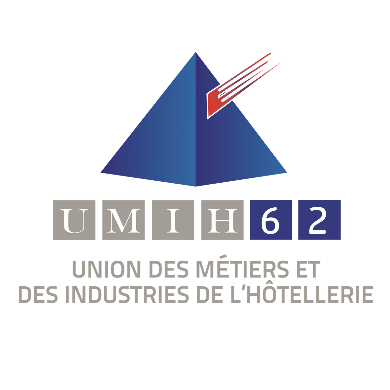 UMIH62
UNION DES MÉTIERS ET
DES INDUSTRIES DE L'HÔTELLERIE